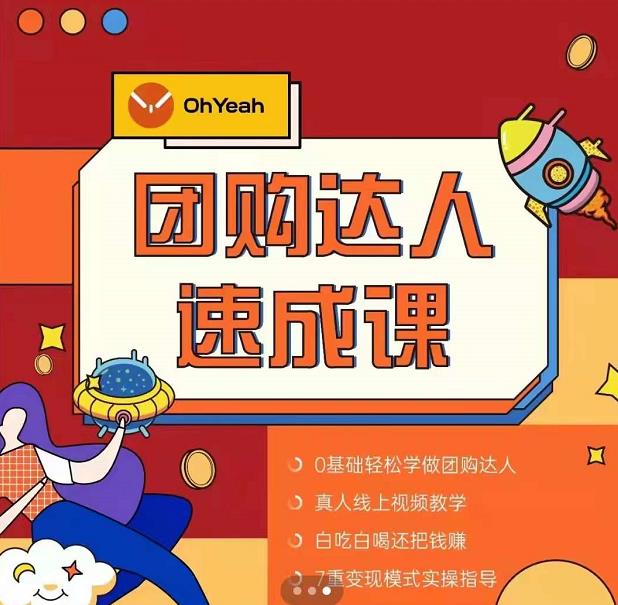 OhYeah
团购达人
速成课
0基础轻松学做团购达人
真人线上视频教学
白吃白喝还把钱赚
7重变现模式实操指导